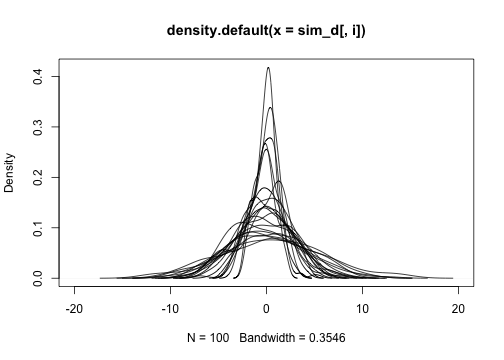 density.default(x = sim_d[, i])
Density
0.4
0.3
0.2
0.1
0.0
-20 -10 0 10 20
N = 100 Bandwidth = 0.3546